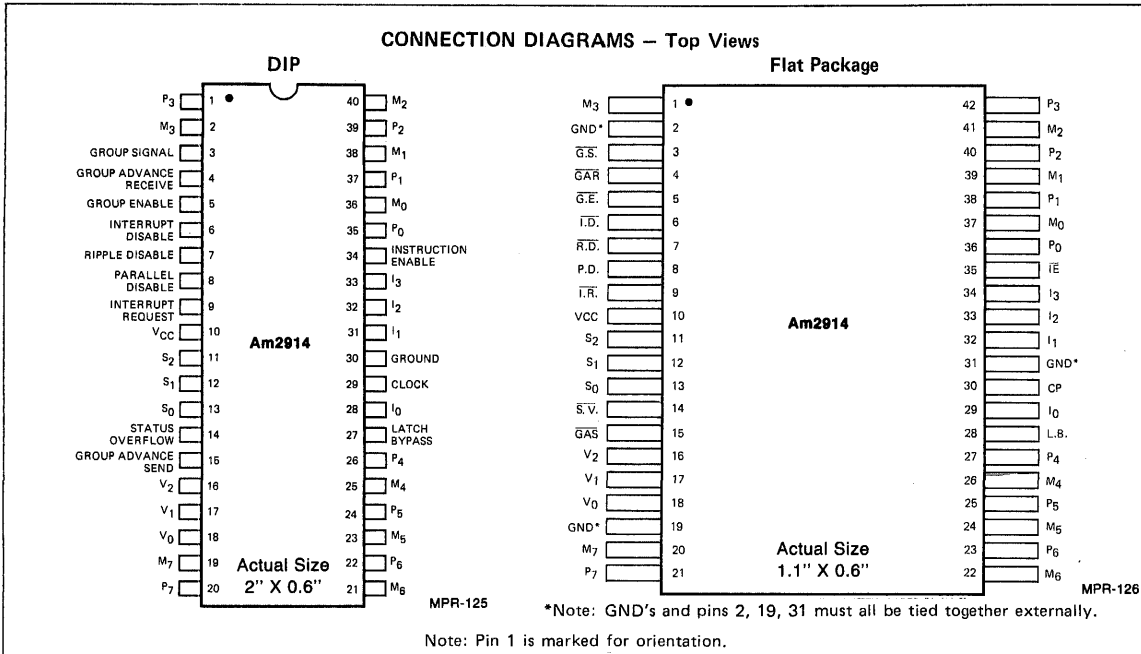 CONNECTION DIAGRAMS – Top Views
DIP
P3 1
M3 2
GROUP SIGNAL 3
GROUP ADVANCE
RECEIVE 4
GROUP ENABLE 5
INTERRUPT
DISABLE 6
RIPPLE DISABLE 7
PARALLEL
DISABLE 8
INTERRUPT
REQUEST 9
VCC 10
S2 11
S1 12
S0 13
STATUS
OVERFLOW 14
GROUP ADVANCE
SEND 15
V2 16
V1 17
V0 18
M7 19
P7 20
Am2914
Actual Size
2" X 0.6"
40 M2
39 P2
38 M1
37 P1
36 M0
35 P0
34 INSTRUCTION
ENABLE
33 I3
32 I2
31 I1
30 GROUND
29 CLOCK
28 I0
27 LATCH
BYPASS
26 P4
25 M4
24 P5
23 M5
22 P6
21 M6
MPR-125
Flat Package
M3 1
GND* 2
G.S. 3
GAR 4
G.E. 5
I.D. 6
R.D. 7
P.D. 8
I.R. 9
VCC 10
S2 11
S1 12
S0 13
S.V. 14
GAS 15
V2 16
V1 17
V0 18
GND* 19
M7 20
P7 21
Am2914
Actual Size
1.1" X 0.6"
42 P3
41 M2
40 P2
39 M1
38 P1
37 M0
36 P0
35 IE
34 I3
33 I2
32 I1
31 GND*
30 CP
29 I0
28 L.B.
27 P4
26 M4
25 P5
24 M5
23 P6
22 M6
MPR-126
*Note: GND's and pins 2, 19, 31 must all be tied together externally.
Note: Pin 1 is marked for orientation.